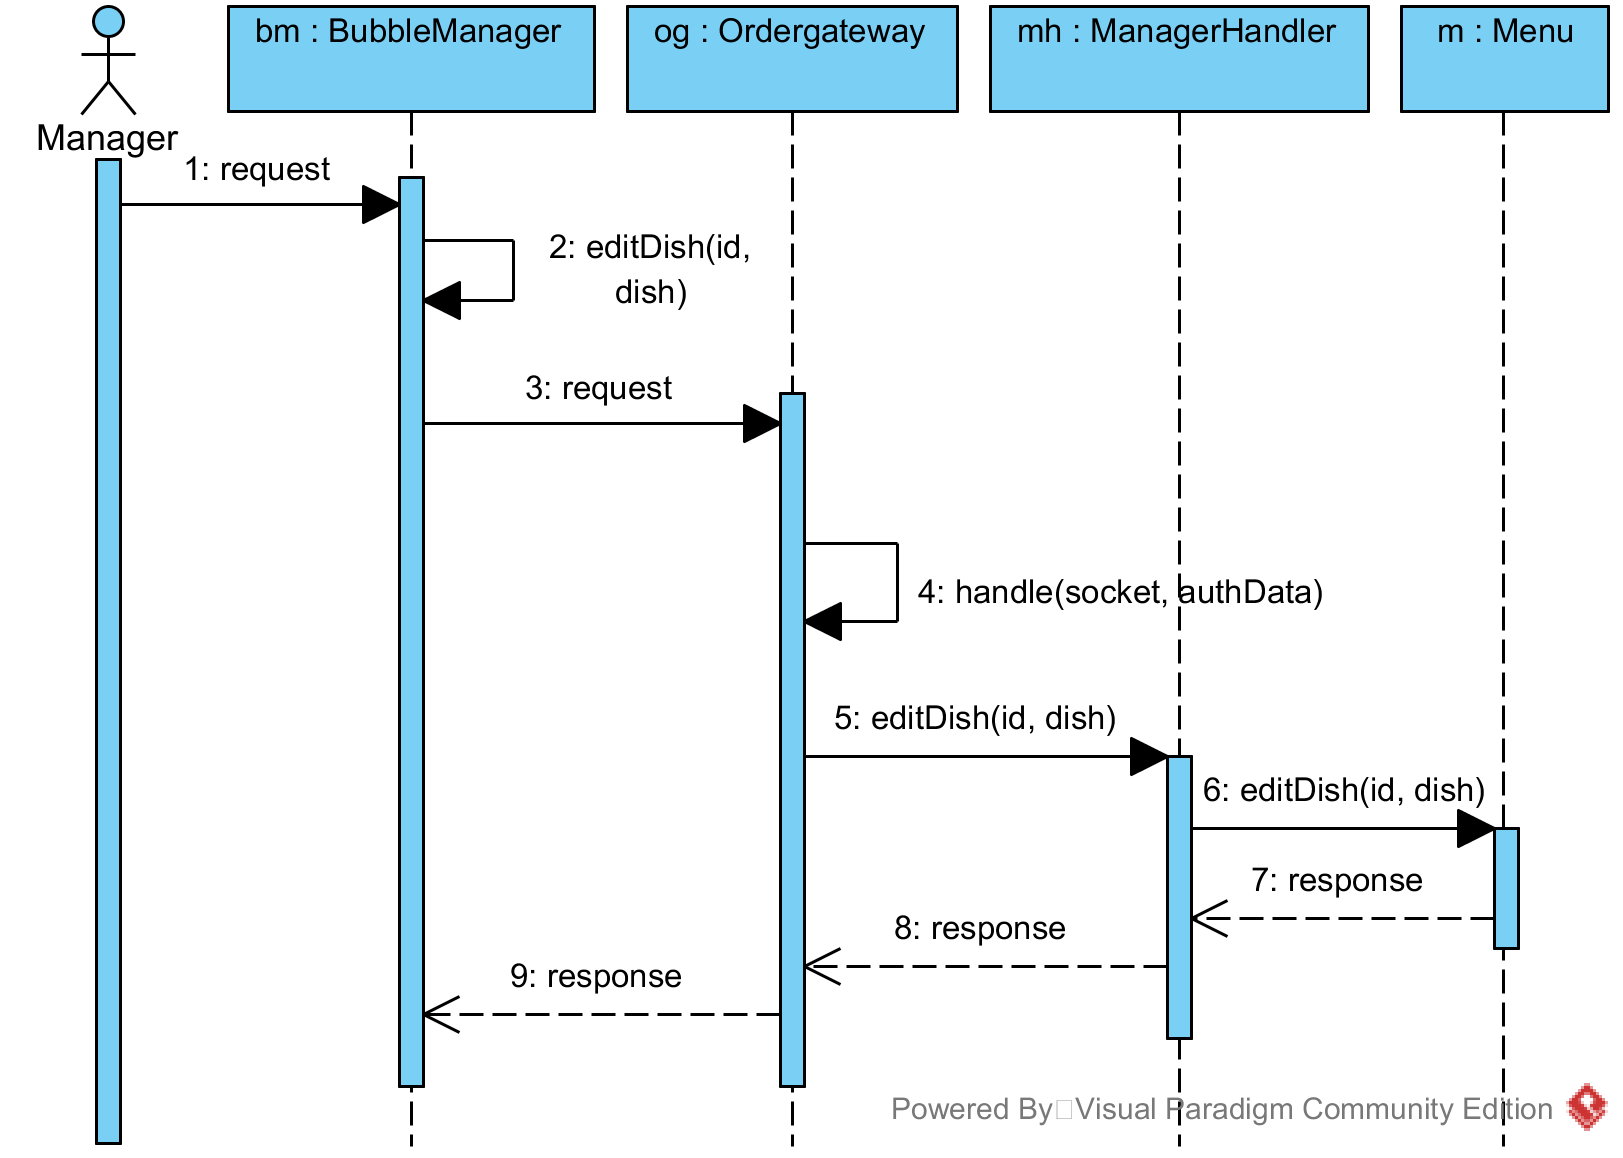 bm : BubbleManager
og : Ordergateway
mh : ManagerHandler
m : Menu
Manager
1: request
2: editDish(id,
dish)
3: request
4: handle(socket, authData)
5: editDish(id, dish)
6: editDish(id, dish)
7: response
8: response
9: response
Powered By Visual Paradigm Community Edition